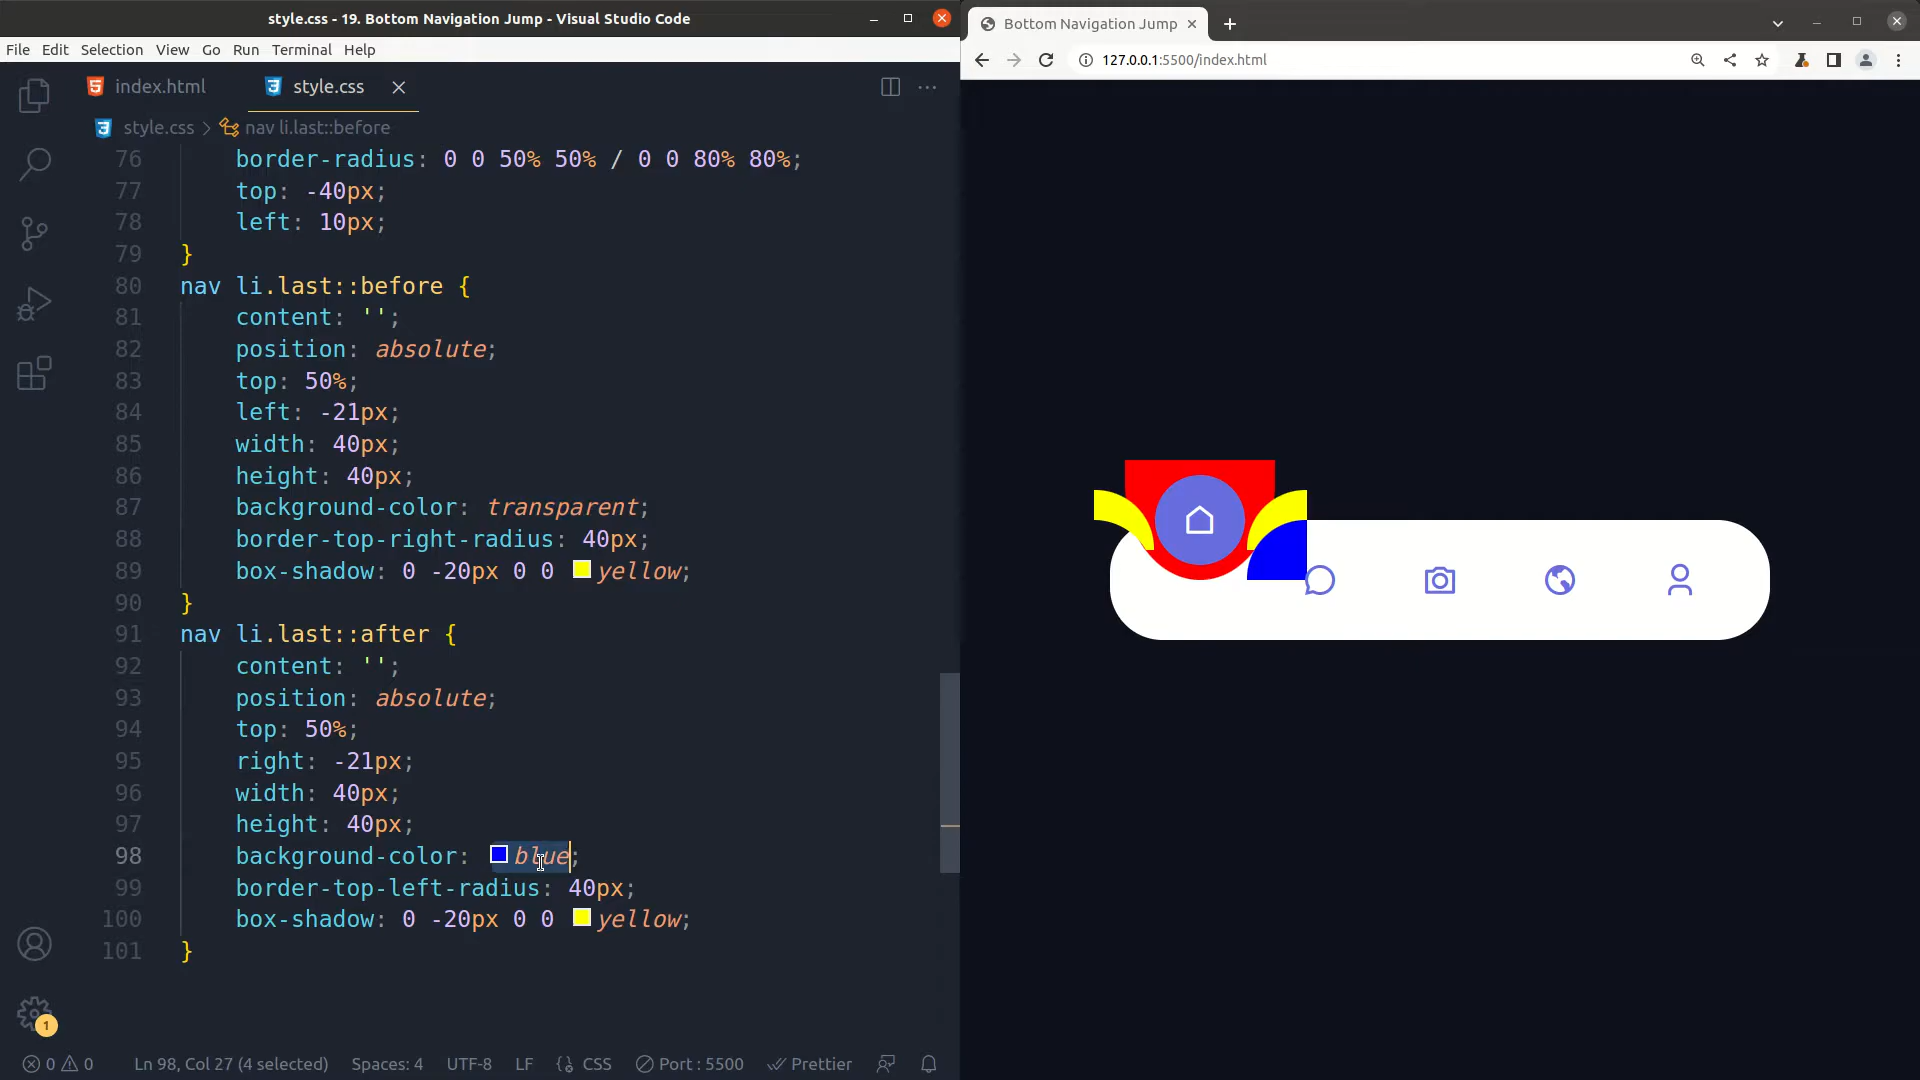 style.css - 19. Bottom Navigation Jump - Visual Studio Code
File Edit Selection View Go Run Terminal Help
index.html
style.css
style.css > nav li.last::before
76 border-radius: 0 0 50% 50% / 0 0 80% 80%;
77 top: -40px;
78 left: 10px;
79 }
80 nav li.last::before {
81 content: '';
82 position: absolute;
83 top: 50%;
84 left: -21px;
85 width: 40px;
86 height: 40px;
87 background-color: transparent;
88 border-top-right-radius: 40px;
89 box-shadow: 0 -20px 0 0 yellow;
90 }
91 nav li.last::after {
92 content: '';
93 position: absolute;
94 top: 50%;
95 right: -21px;
96 width: 40px;
97 height: 40px;
98 background-color: blue;
99 border-top-left-radius: 40px;
100 box-shadow: 0 -20px 0 0 yellow;
101 }
1
0 0 Ln 98, Col 27 (4 selected) Spaces: 4 UTF-8 LF CSS Port : 5500 Prettier
Bottom Navigation Jump
127.0.0.1:5500/index.html